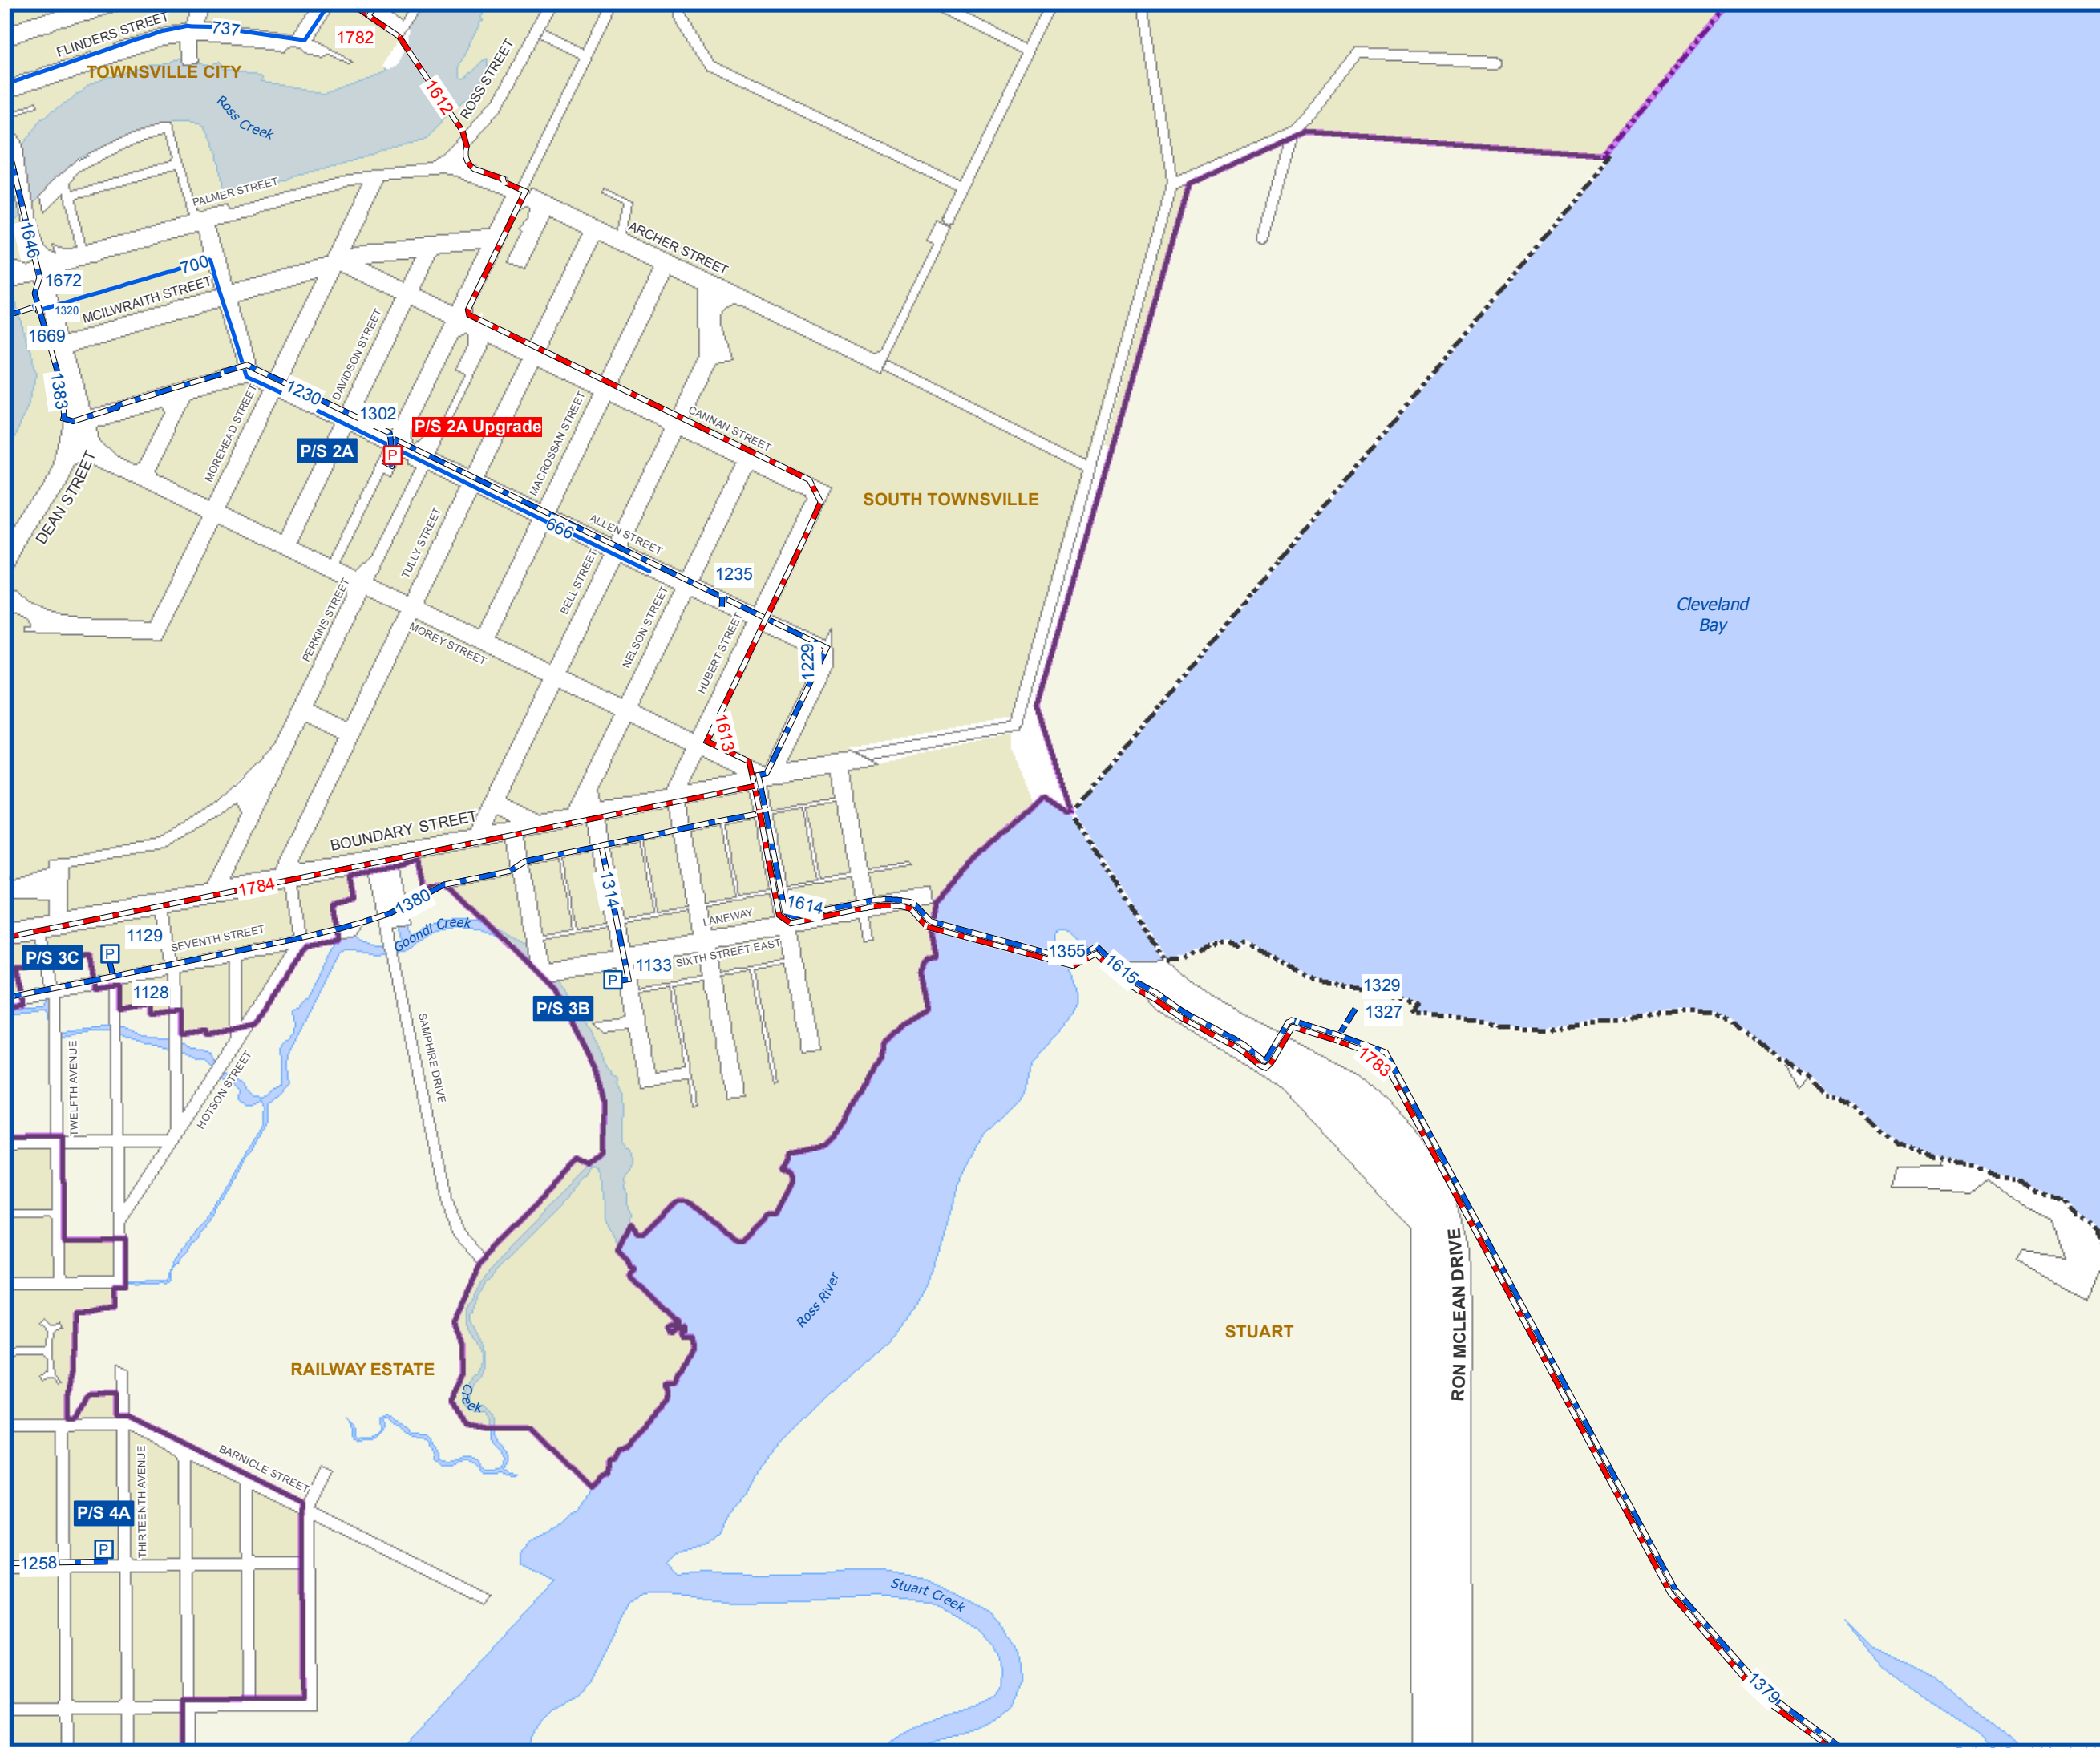 FLINDERS STREET
737
1782
TOWNSVILLE CITY
1612
ROSS STREET
Ross Creek
PALMER STREET
1646
ARCHER STREET
700
1672
MCILWRAITH STREET
1320
1669
DAVIDSON STREET
1383
1230
1302
P/S 2A Upgrade
CANNAN STREET
MOREHEAD STREET
P/S 2A
P
MACROSSAN STREET
DEAN STREET
SOUTH TOWNSVILLE
666
ALLEN STREET
TULLY STREET
1235
BELL STREET
Cleveland
Bay
PERKINS STREET
MOREY STREET
NELSON STREET
HUBERT STREET
1229
1613
BOUNDARY STREET
1784
1380
1314
1614
LANEWAY
Goondi Creek
SEVENTH STREET
1129
P
P/S 3C
1128
SIXTH STREET EAST
1133
P
P/S 3B
1355
1615
1329
1327
1783
SAMPHIRE DRIVE
TWELFTH AVENUE
HOTSON STREET
Ross River
RON MCLEAN DRIVE
STUART
RAILWAY ESTATE
Creek
BARNICLE STREET
THIRTEENTH AVENUE
P/S 4A
P
1258
Stuart Creek
1379